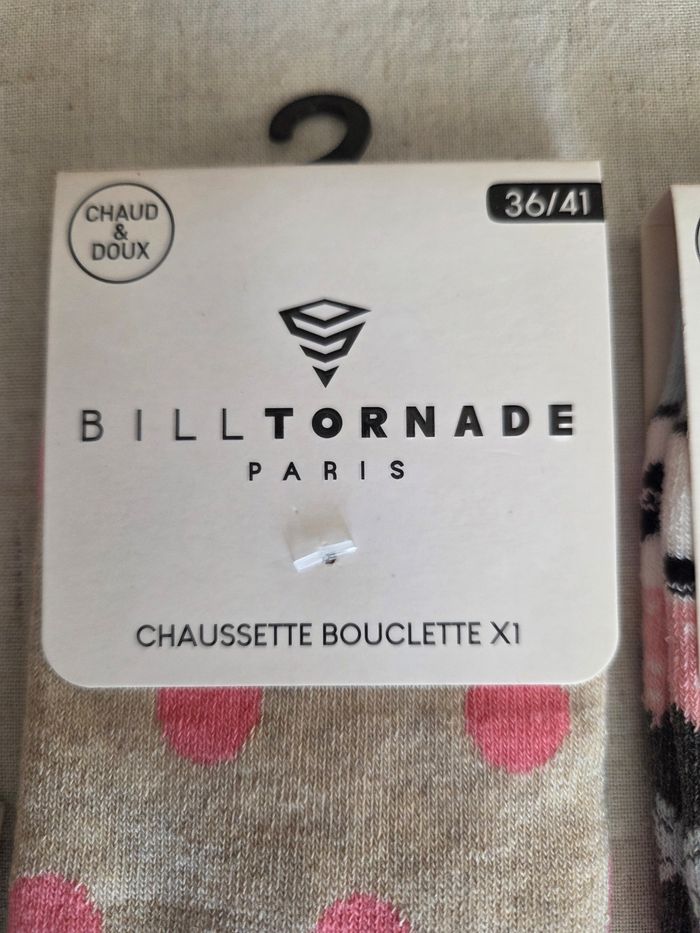 CHAUD
&
DOUX
36/41
BILLTORNADE
PARIS
CHAUSSETTE BOUCLETTE X1